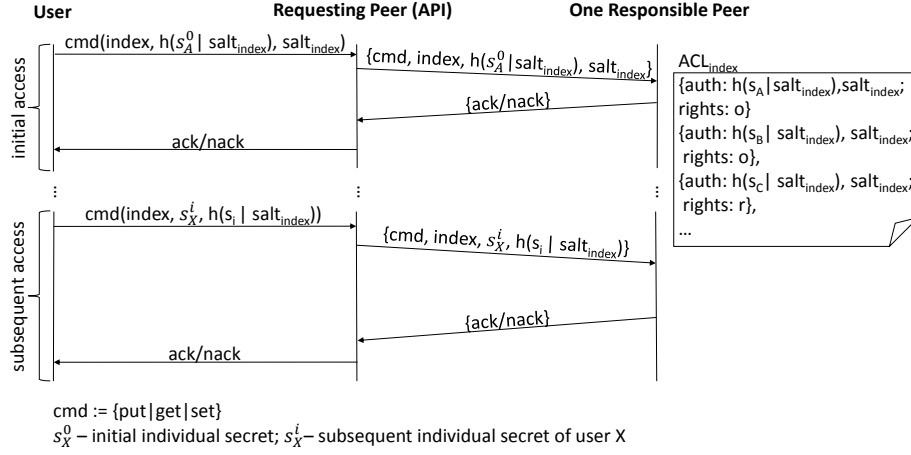 User
Requesting Peer (API)
One Responsible Peer
cmd(index, h(s_A^0 | salt_index), salt_index)
{cmd, index, h(s_A^0 | salt_index), salt_index}
{ack/nack}
ack/nack
initial access
ACL_index
{auth: h(s_A|salt_index),salt_index;
rights: o}
{auth: h(s_B| salt_index), salt_index;
rights: o},
{auth: h(s_C| salt_index), salt_index;
rights: r},
...
...
...
...
cmd(index, s_X^i, h(s_i | salt_index))
{cmd, index, s_X^i, h(s_i | salt_index)}
{ack/nack}
ack/nack
subsequent access
cmd := {put|get|set}
s_X^0 – initial individual secret; s_X^i– subsequent individual secret of user X